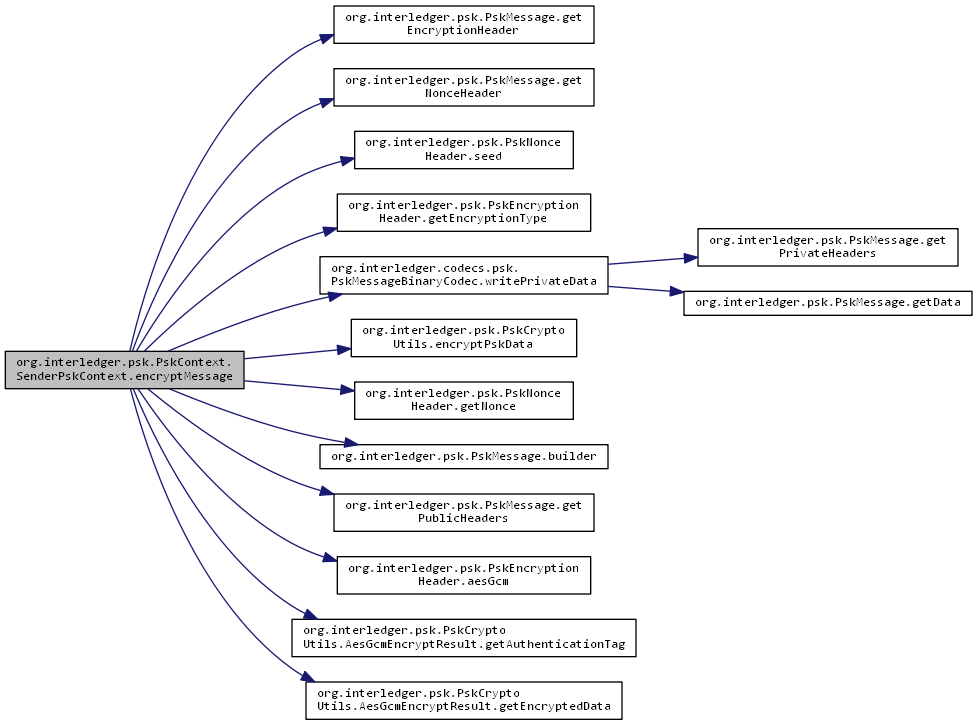 org.interledger.psk.PskMessage.get
EncryptionHeader
org.interledger.psk.PskMessage.get
NonceHeader
org.interledger.psk.PskNonce
Header.seed
org.interledger.psk.PskEncryption
Header.getEncryptionType
org.interledger.codecs.psk.
PskMessageBinaryCodec.writePrivateData
org.interledger.psk.PskMessage.get
PrivateHeaders
org.interledger.psk.PskMessage.getData
org.interledger.psk.PskCrypto
Utils.encryptPskData
org.interledger.psk.PskContext.
SenderPskContext.encryptMessage
org.interledger.psk.PskNonce
Header.getNonce
org.interledger.psk.PskMessage.builder
org.interledger.psk.PskMessage.get
PublicHeaders
org.interledger.psk.PskEncryption
Header.aesGcm
org.interledger.psk.PskCrypto
Utils.AesGcmEncryptResult.getAuthenticationTag
org.interledger.psk.PskCrypto
Utils.AesGcmEncryptResult.getEncryptedData